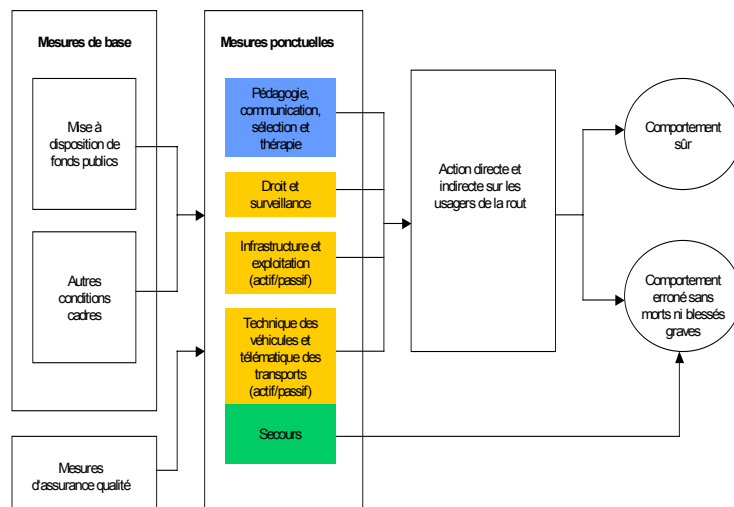 Mesures de base
Mise à
disposition de
fonds publics
Autres
conditions
cadres
Mesures
d'assurance qualité
Mesures ponctuelles
Pédagogie,
communication,
sélection et
thérapie
Droit et
surveillance
Infrastructure et
exploitation
(actif/passif)
Technique des
véhicules et
télématique des
transports
(actif/passif)
Secours
Action directe et
indirecte sur les
usagers de la rout
Comportement
sûr
Comportement
erroné sans
morts ni blessés
graves